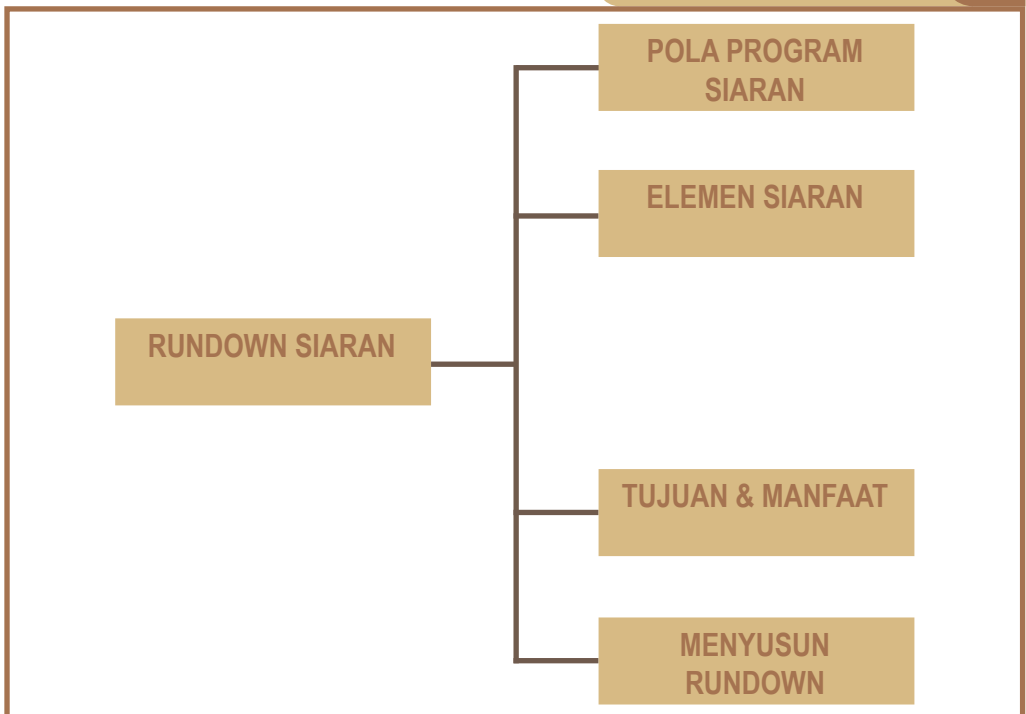 POLA PROGRAM
SIARAN
ELEMEN SIARAN
RUNDOWN SIARAN
TUJUAN & MANFAAT
MENYUSUN
RUNDOWN